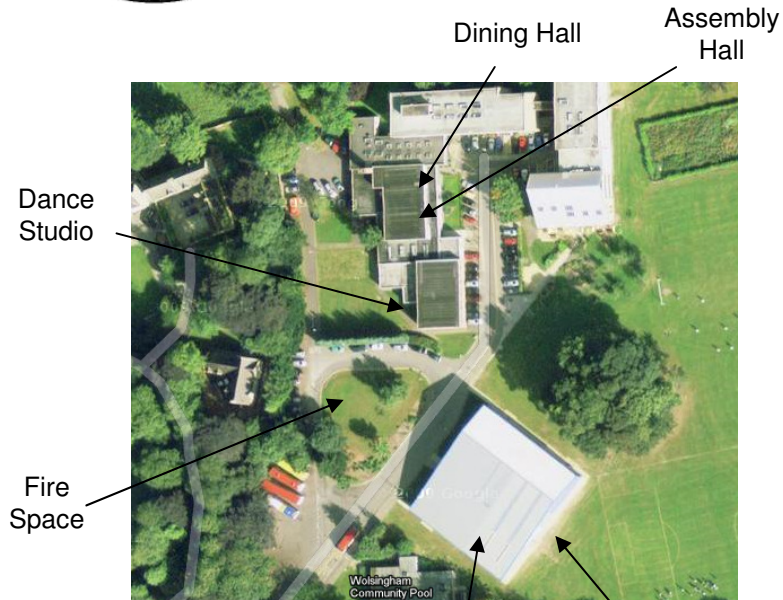 Dining Hall
Assembly
Hall
Dance
Studio
Fire
Space
Wolsingham
Community Pool